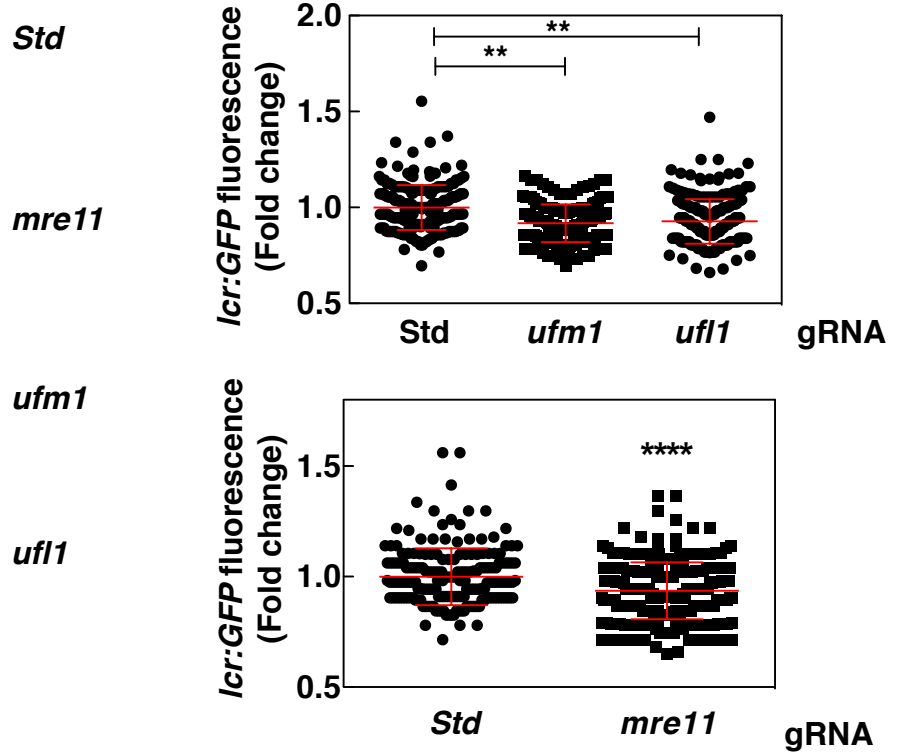 Std
mre11
ufm1
ufl1
lcr:GFP fluorescence
(Fold change)
2.0
1.5
1.0
0.5
**
**
Std ufm1 ufl1 gRNA
lcr:GFP fluorescence
(Fold change)
1.5
1.0
0.5
****
Std mre11 gRNA